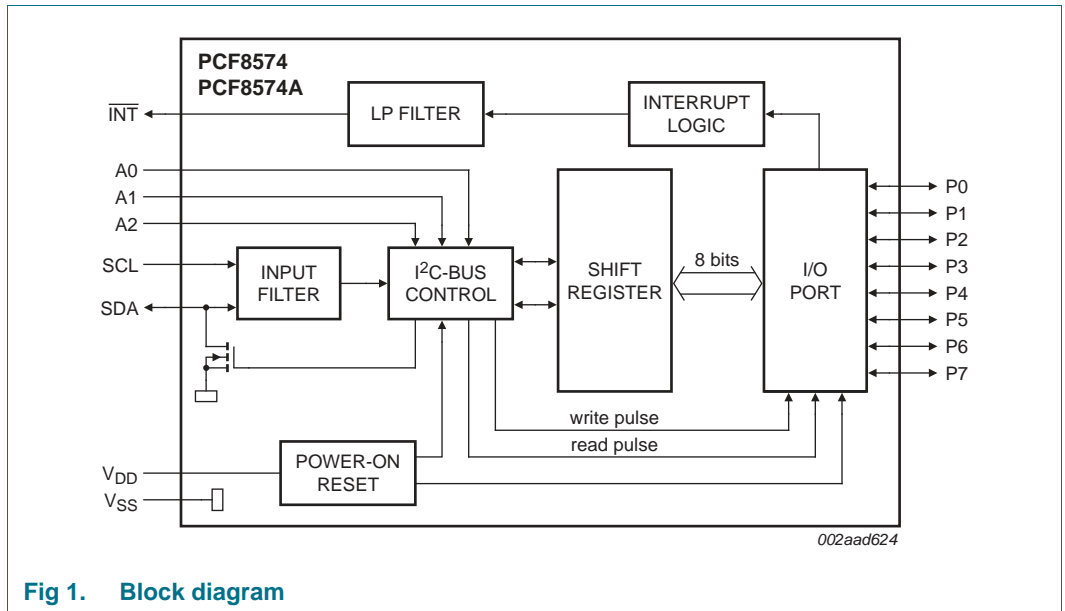 PCF8574
PCF8574A
INT
LP FILTER
INTERRUPT
LOGIC
A0
A1
A2
SCL
SDA
INPUT
FILTER
I2C-BUS
CONTROL
SHIFT
REGISTER
8 bits
I/O
PORT
P0
P1
P2
P3
P4
P5
P6
P7
write pulse
read pulse
VDD
VSS
POWER-ON
RESET
002aad624
Fig 1. Block diagram